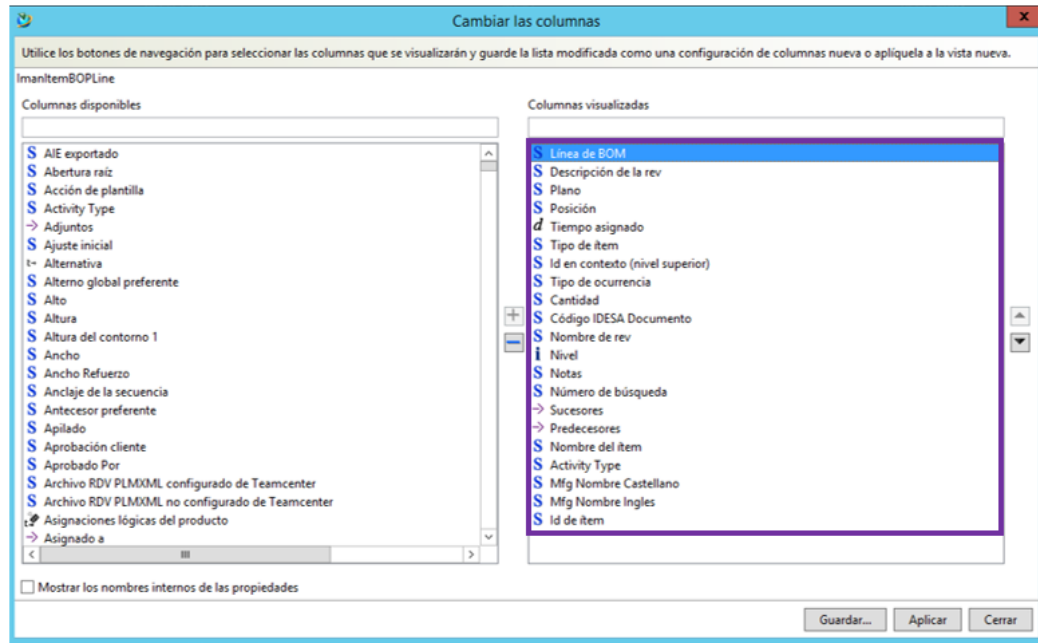 Cambiar las columnas
x
Utilice los botones de navegación para seleccionar las columnas que se visualizarán y guarde la lista modificada como una configuración de columnas nueva o aplíquela a la vista nueva.
ImanItemBOPLine
Columnas disponibles
S AIE exportado
S Abertura raíz
S Acción de plantilla
S Activity Type
Adjuntos
S Ajuste inicial
Alternativa
S Alterno global preferente
S Alto
S Altura
S Altura del contorno 1
S Ancho
S Ancho Refuerzo
S Anclaje de la secuencia
S Antecesor preferente
S Apilado
S Aprobación cliente
S Aprobado Por
S Archivo RDV PLMXML configurado de Teamcenter
S Archivo RDV PLMXML no configurado de Teamcenter
Asignaciones lógicas del producto
Asignado a
Columnas visualizadas
S Línea de BOM
S Descripción de la rev
S Plano
S Posición
d Tiempo asignado
S Tipo de ítem
S Id en contexto (nivel superior)
S Tipo de ocurrencia
S Cantidad
S Código IDESA Documento
S Nombre de rev
i Nivel
S Notas
S Número de búsqueda
Sucesores
Predecesores
S Nombre del ítem
S Activity Type
S Mfg Nombre Castellano
S Mfg Nombre Ingles
S Id de ítem
Mostrar los nombres internos de las propiedades
Guardar... Aplicar Cerrar